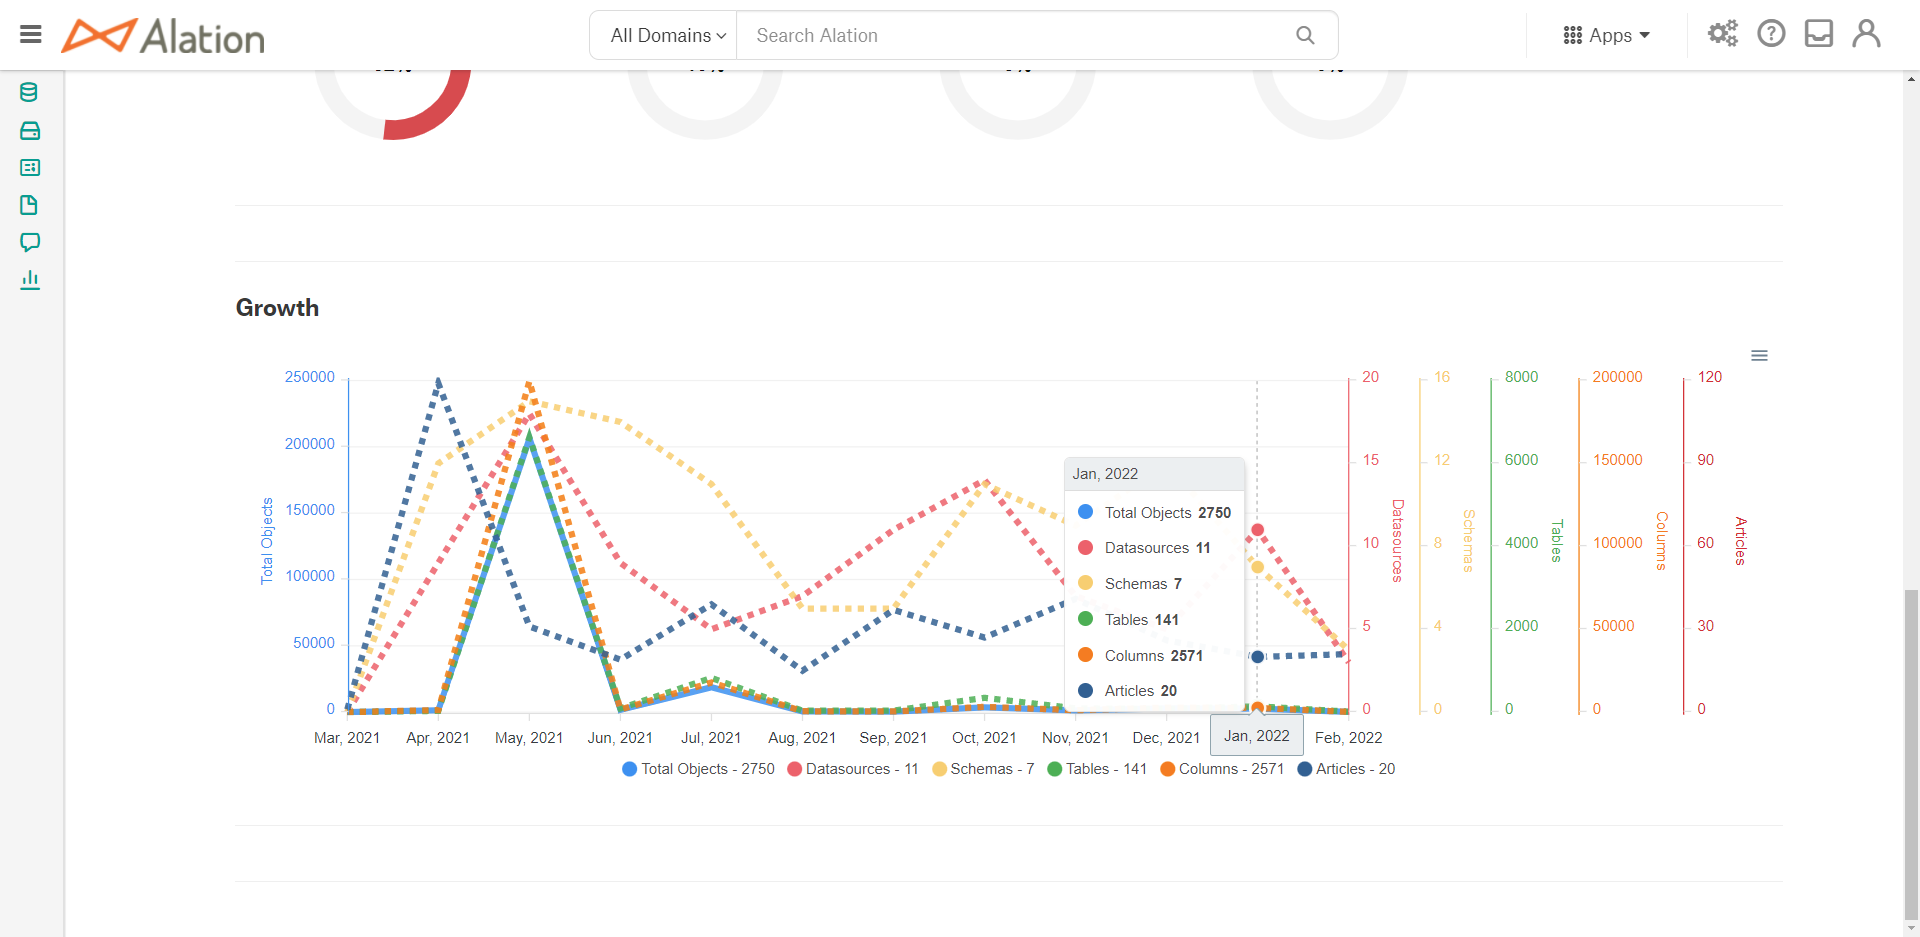 Alation
All Domains
Search Alation
Apps
Growth
250000
200000
150000
100000
50000
0
Total Objects
20
15
10
5
0
Datasources
16
12
8
4
0
Schemas
8000
6000
4000
2000
0
Tables
200000
150000
100000
50000
0
Columns
120
90
60
30
0
Articles
Jan, 2022
Total Objects 2750
Datasources 11
Schemas 7
Tables 141
Columns 2571
Articles 20
Mar, 2021 Apr, 2021 May, 2021 Jun, 2021 Jul, 2021 Aug, 2021 Sep, 2021 Oct, 2021 Nov, 2021 Dec, 2021 Jan, 2022 Feb, 2022
Total Objects - 2750 Datasources - 11 Schemas - 7 Tables - 141 Columns - 2571 Articles - 20